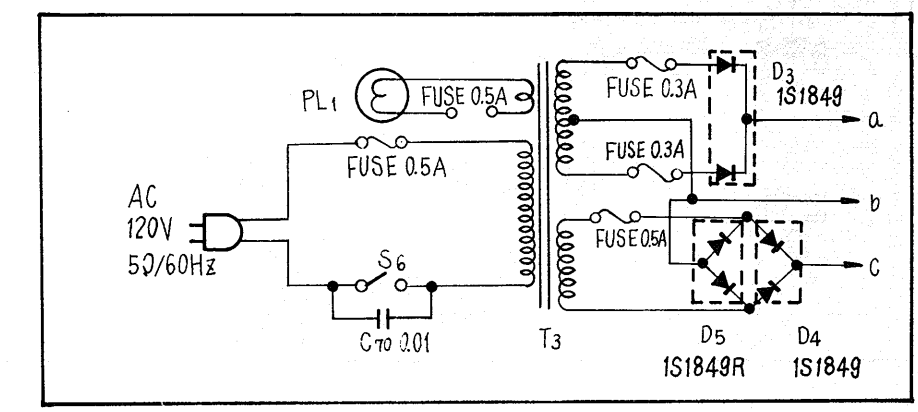 PL1
FUSE 0.5A
FUSE 0.3A
D3
1S1849
a
FUSE 0.5A
FUSE 0.3A
AC
120V
50/60Hz
b
FUSE 0.5A
S6
C
C70 0.01
T3
D5
1S1849R
D4
1S1849